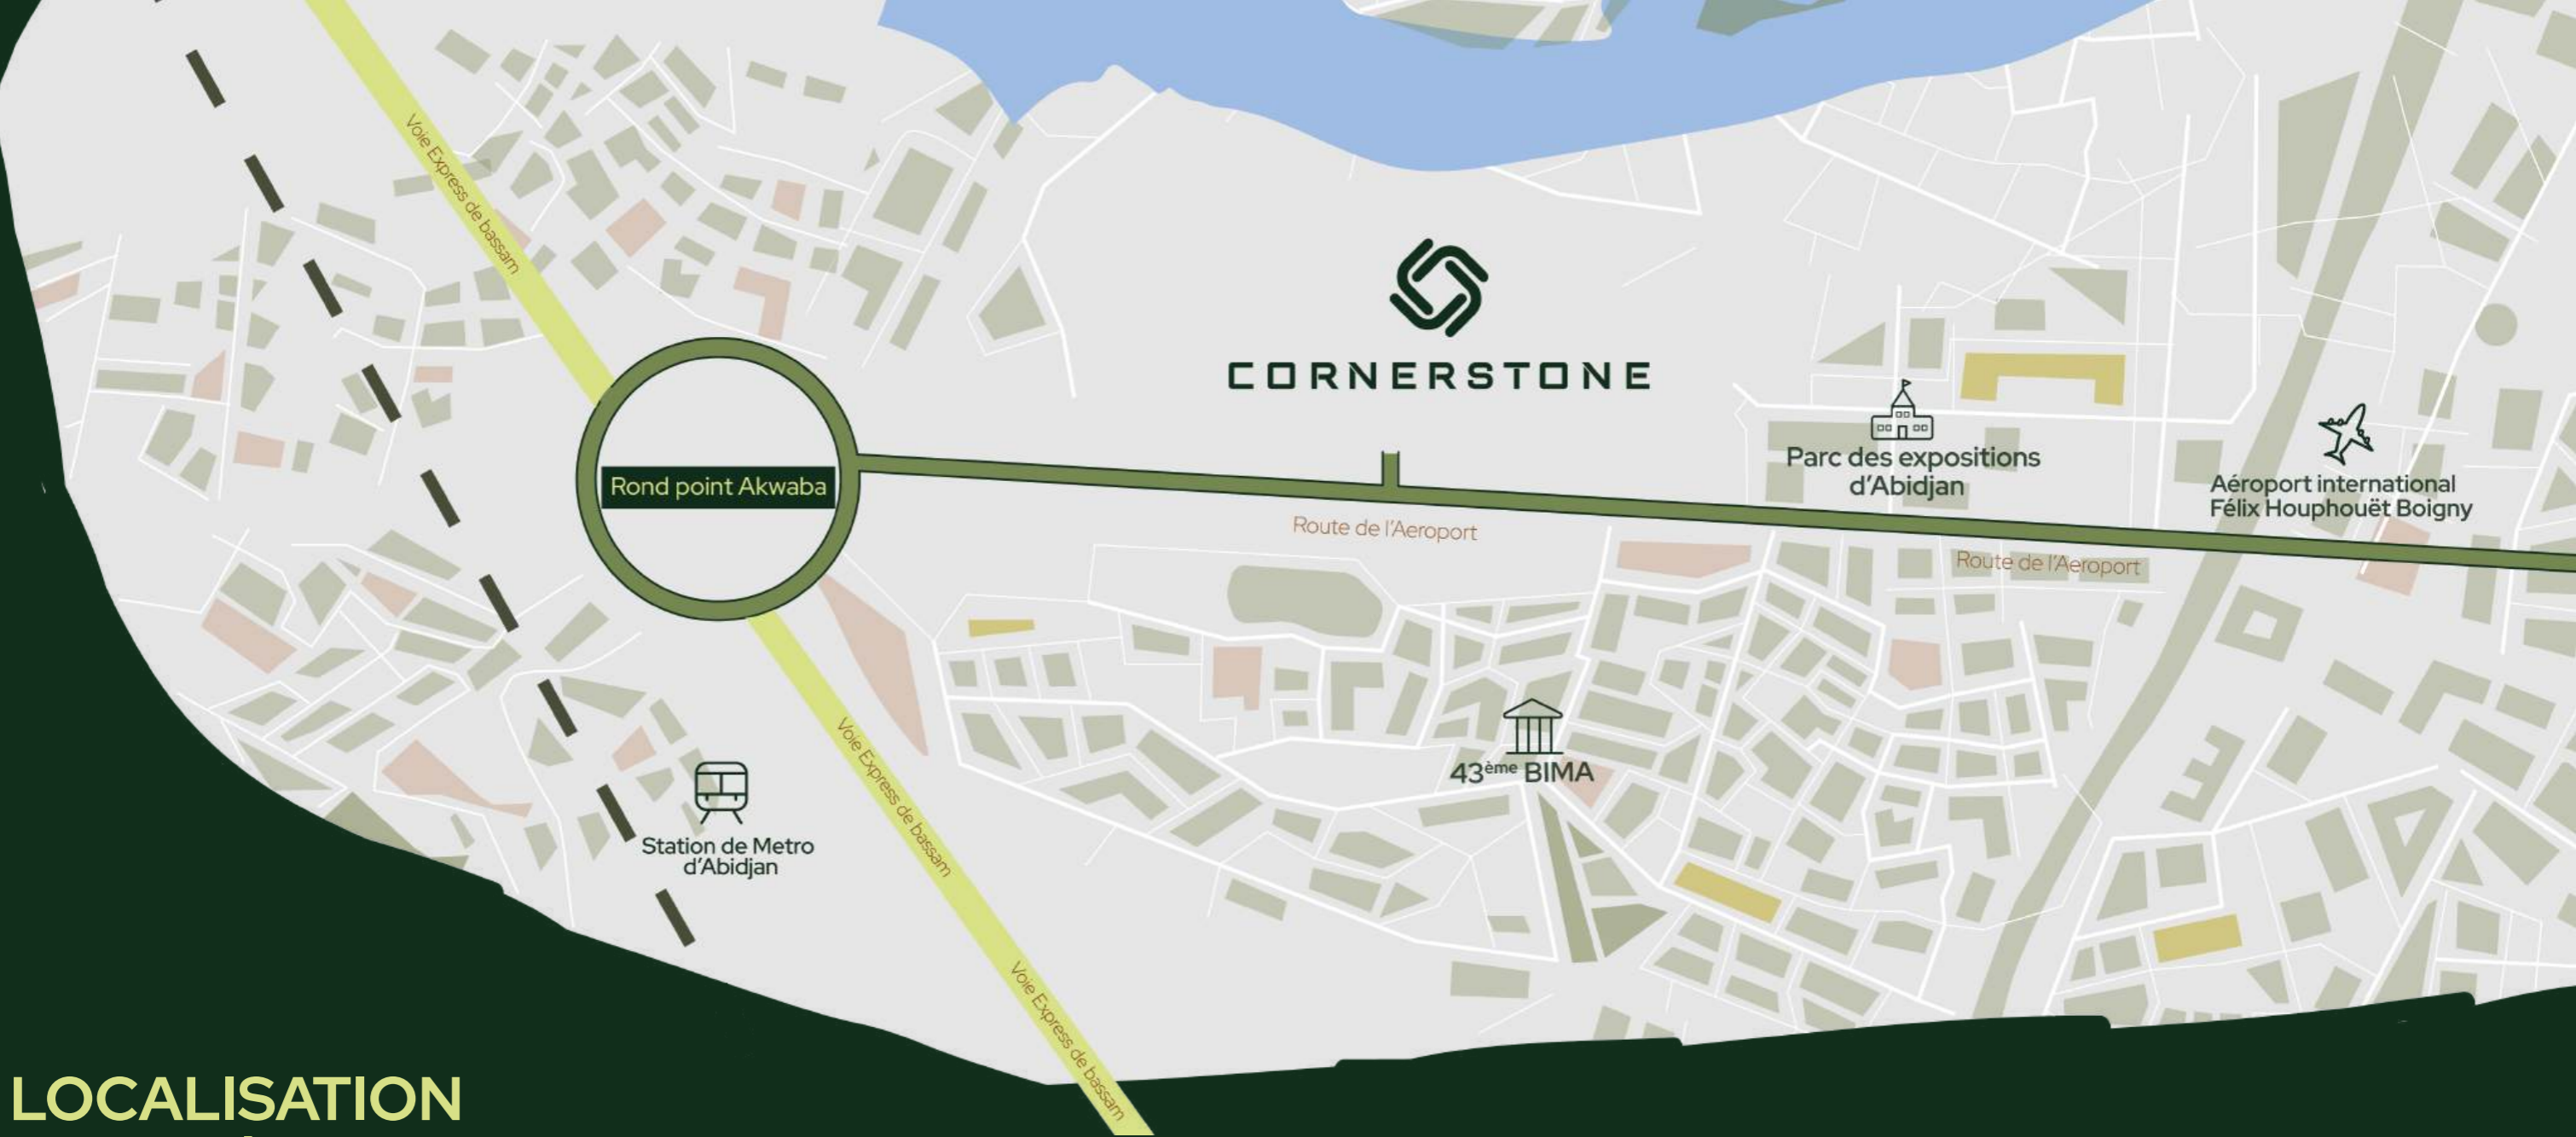 Voie Express de bassam
CORNERSTONE
Rond point Akwaba
Parc des expositions
d'Abidjan
Aéroport international
Félix Houphouët Boigny
Route de l'Aeroport
Route de l'Aeroport
43ème BIMA
Voie Express de bassam
Station de Metro
d'Abidjan
Voie Express de bassam
LOCALISATION